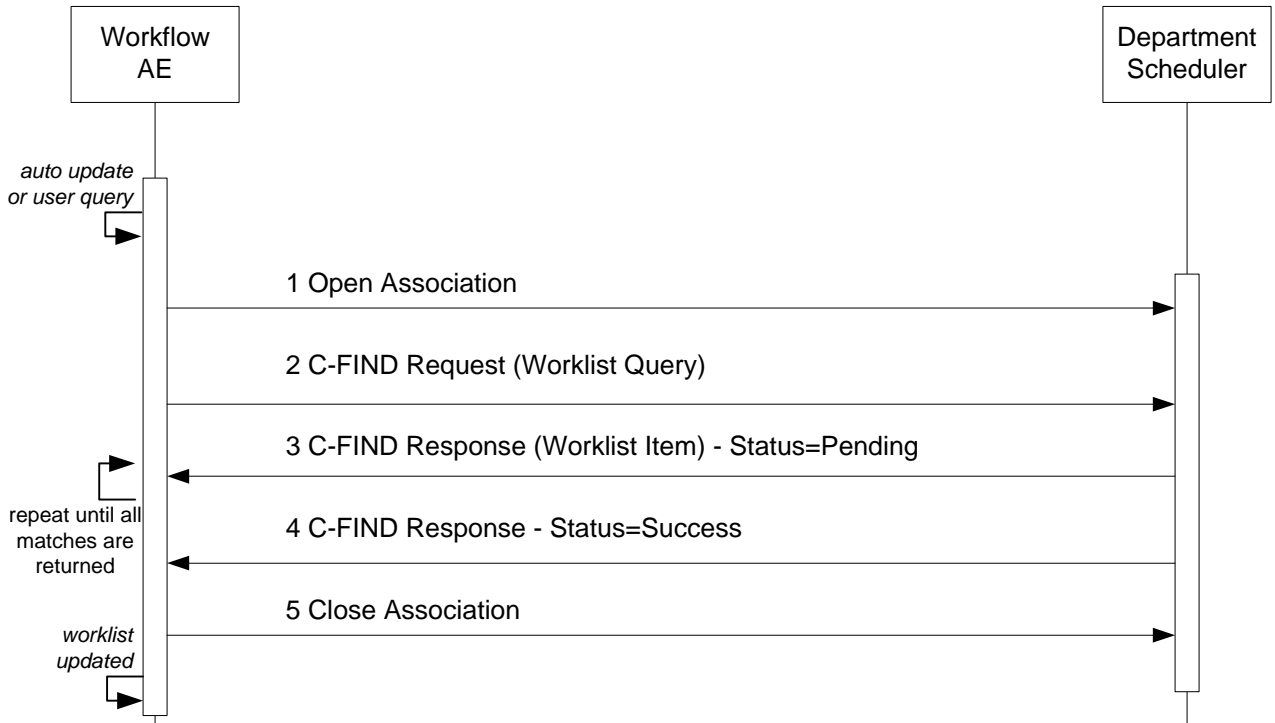 Workflow
AE
Department
Scheduler
auto update
or user query
1 Open Association
2 C-FIND Request (Worklist Query)
3 C-FIND Response (Worklist Item) - Status=Pending
repeat until all
matches are
returned
4 C-FIND Response - Status=Success
5 Close Association
worklist
updated